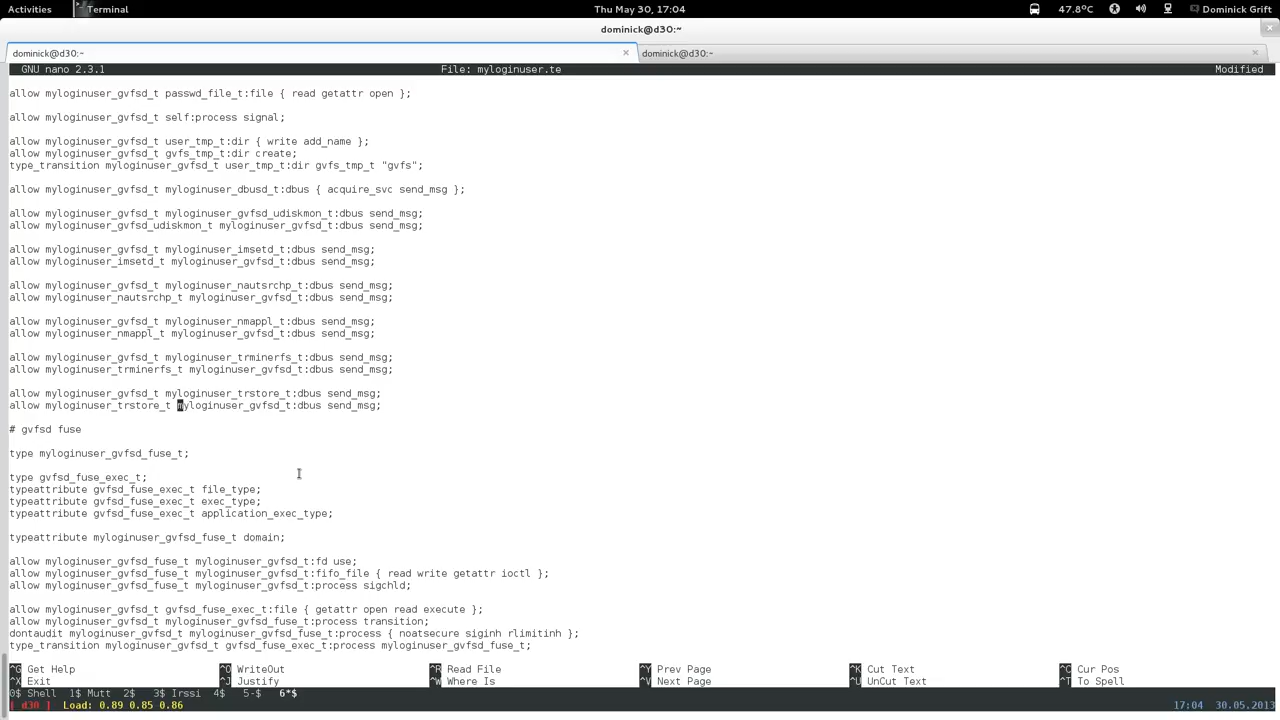 Activities Terminal Thu May 30, 17:04 47.8°C Dominick Grift
dominick@d30:~
dominick@d30:~ dominick@d30:~
GNU nano 2.3.1 File: myloginuser.te Modified
allow myloginuser_gvfsd_t passwd_file_t:file { read getattr open };
allow myloginuser_gvfsd_t self:process signal;
allow myloginuser_gvfsd_t user_tmp_t:dir { write add_name };
allow myloginuser_gvfsd_t gvfs_tmp_t:dir create;
type_transition myloginuser_gvfsd_t user_tmp_t:dir gvfs_tmp_t "gvfs";
allow myloginuser_gvfsd_t myloginuser_dbusd_t:dbus { acquire_svc send_msg };
allow myloginuser_gvfsd_t myloginuser_gvfsd_udiskmon_t:dbus send_msg;
allow myloginuser_gvfsd_udiskmon_t myloginuser_gvfsd_t:dbus send_msg;
allow myloginuser_gvfsd_t myloginuser_imsetd_t:dbus send_msg;
allow myloginuser_imsetd_t myloginuser_gvfsd_t:dbus send_msg;
allow myloginuser_gvfsd_t myloginuser_nautsrchp_t:dbus send_msg;
allow myloginuser_nautsrchp_t myloginuser_gvfsd_t:dbus send_msg;
allow myloginuser_gvfsd_t myloginuser_nmappl_t:dbus send_msg;
allow myloginuser_nmappl_t myloginuser_gvfsd_t:dbus send_msg;
allow myloginuser_gvfsd_t myloginuser_trminerfs_t:dbus send_msg;
allow myloginuser_trminerfs_t myloginuser_gvfsd_t:dbus send_msg;
allow myloginuser_gvfsd_t myloginuser_trstore_t:dbus send_msg;
allow myloginuser_trstore_t myloginuser_gvfsd_t:dbus send_msg;
# gvfsd fuse
type myloginuser_gvfsd_fuse_t;
type gvfsd_fuse_exec_t;
typeattribute gvfsd_fuse_exec_t file_type;
typeattribute gvfsd_fuse_exec_t exec_type;
typeattribute gvfsd_fuse_exec_t application_exec_type;
typeattribute myloginuser_gvfsd_fuse_t domain;
allow myloginuser_gvfsd_fuse_t myloginuser_gvfsd_t:fd use;
allow myloginuser_gvfsd_fuse_t myloginuser_gvfsd_t:fifo_file { read write getattr ioctl };
allow myloginuser_gvfsd_fuse_t myloginuser_gvfsd_t:process sigchld;
allow myloginuser_gvfsd_t gvfsd_fuse_exec_t:file { getattr open read execute };
allow myloginuser_gvfsd_t myloginuser_gvfsd_fuse_t:process transition;
dontaudit myloginuser_gvfsd_t myloginuser_gvfsd_fuse_t:process { noatsecure siginh rlimitinh };
type_transition myloginuser_gvfsd_t gvfsd_fuse_exec_t:process myloginuser_gvfsd_fuse_t;
^G Get Help ^O WriteOut ^R Read File ^Y Prev Page ^K Cut Text ^C Cur Pos
^X Exit ^J Justify ^W Where Is ^V Next Page ^U UnCut Text ^T To Spell
0$ Shell 1$ Mutt 2$ 3$ Irssi 4$ 5-$ 6*$
[ d30 ] Load: 0.89 0.85 0.86 17:04 30.05.2013